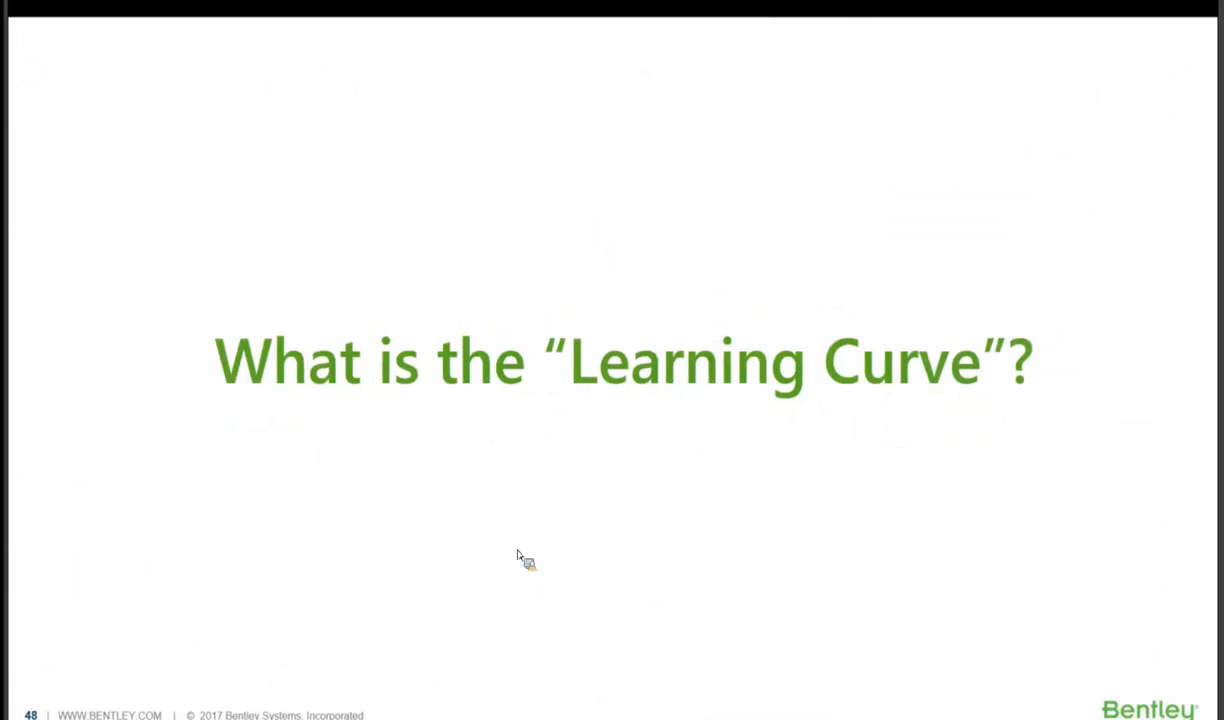 What is the “Learning Curve”?
48 | WWW.BENTLEY.COM | © 2017 Bentley Systems, Incorporated
Bentley®